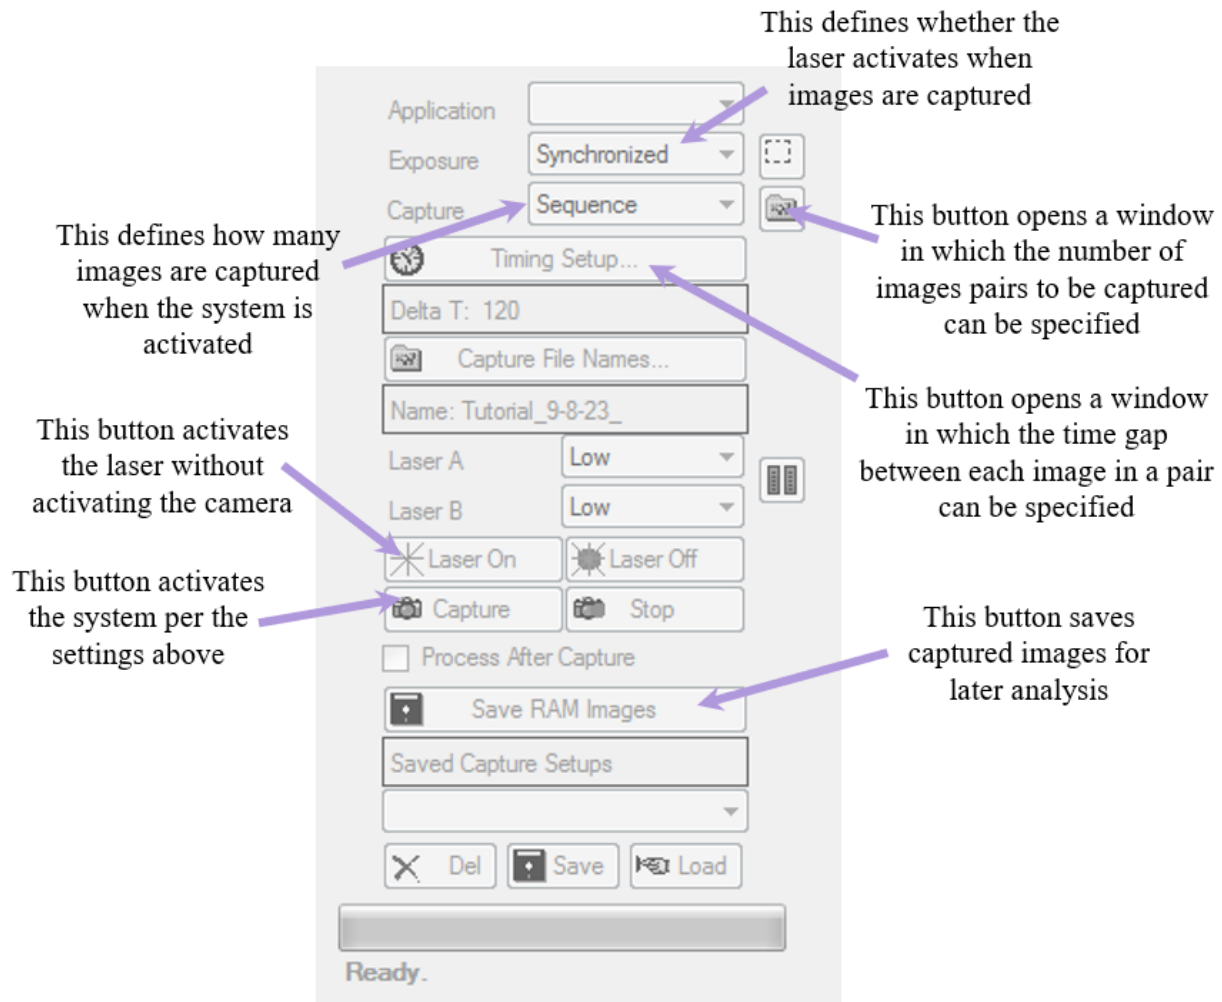 This defines whether the
laser activates when
images are captured
Application
Exposure
Synchronized
Capture
Sequence
This defines how many
images are captured
when the system is
activated
This button opens a window
in which the number of
images pairs to be captured
can be specified
Timing Setup...
Delta T: 120
Capture File Names...
Name: Tutorial_9-8-23_
This button opens a window
in which the time gap
between each image in a pair
can be specified
This button activates
the laser without
activating the camera
Laser A
Low
Laser B
Low
Laser On
Laser Off
This button activates
the system per the
settings above
Capture
Stop
Process After Capture
This button saves
captured images for
later analysis
Save RAM Images
Saved Capture Setups
Del
Save
Load
Ready.